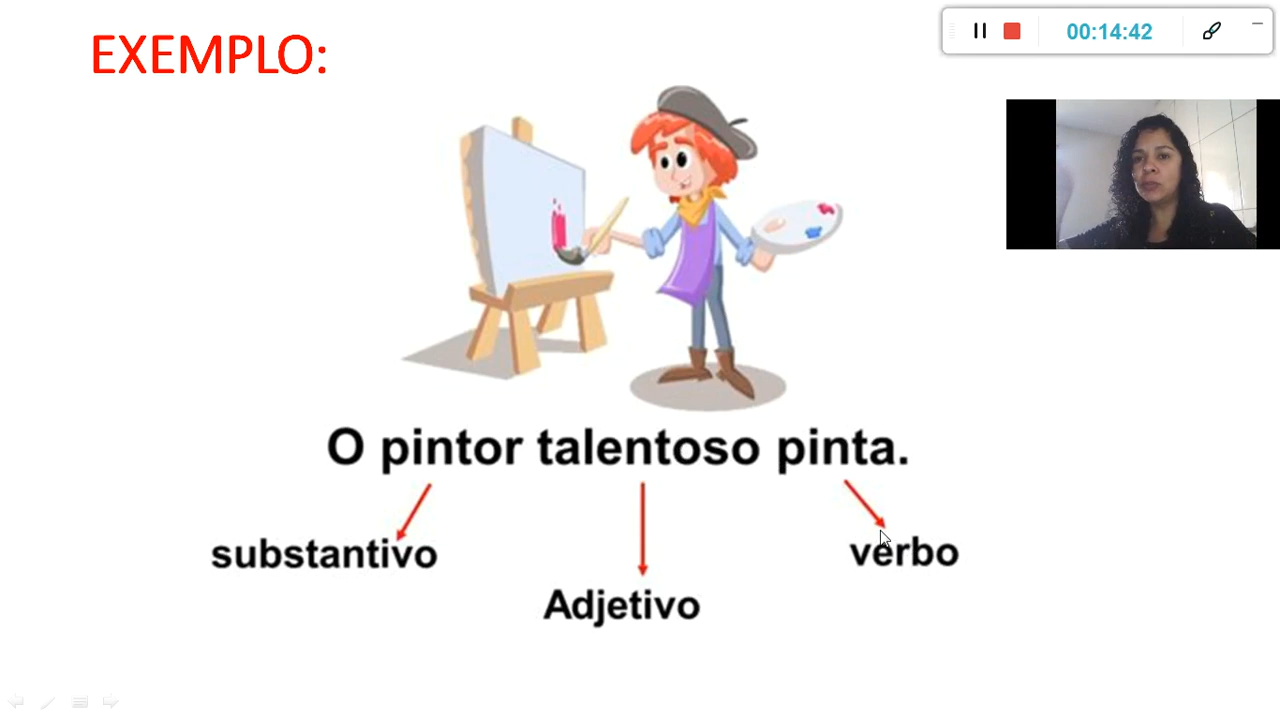 EXEMPLO:
00:14:42
O pintor talentoso pinta.
substantivo
Adjetivo
verbo